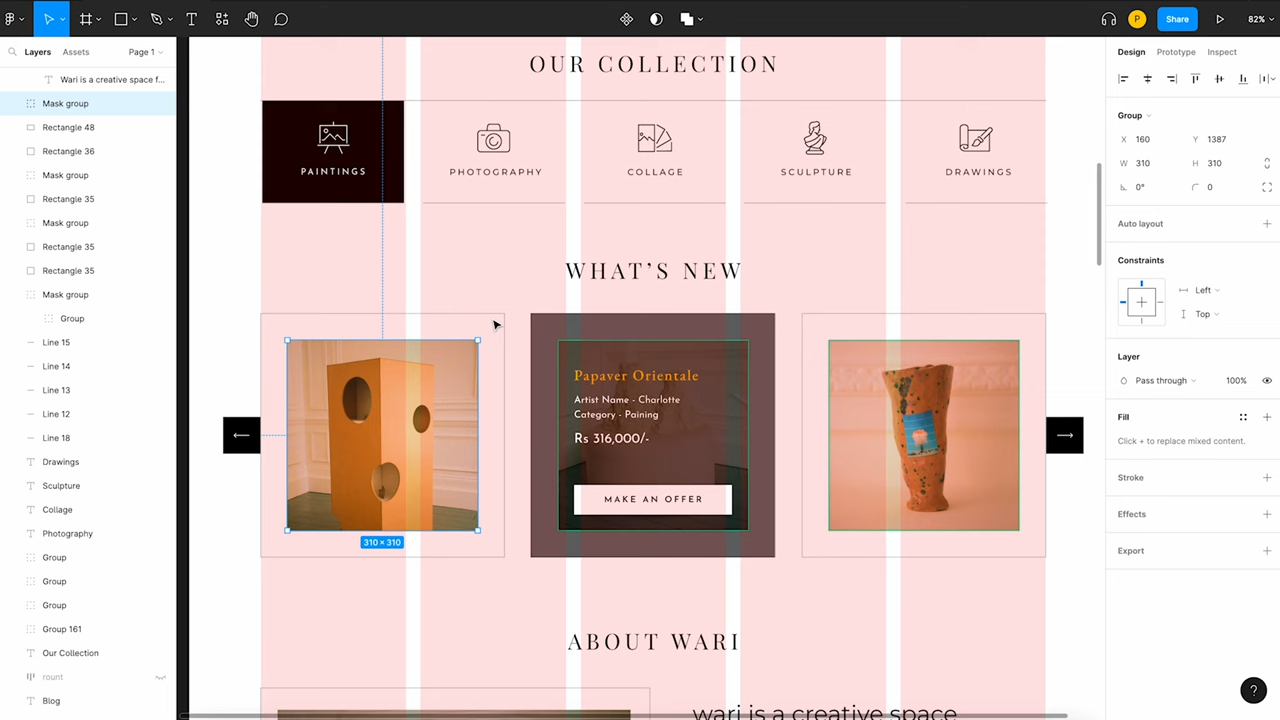 P
Share
82%
Layers
Assets
Page 1
Design
Prototype
Inspect
Wari is a creative space f...
Mask group
Rectangle 48
Rectangle 36
Mask group
Rectangle 35
Mask group
Rectangle 35
Rectangle 35
Mask group
Group
Line 15
Line 14
Line 13
Line 12
Line 18
Drawings
Sculpture
Collage
Photography
Group
Group
Group
Group 161
Our Collection
rount
Blog
OUR COLLECTION
PAINTINGS
PHOTOGRAPHY
COLLAGE
SCULPTURE
DRAWINGS
WHAT'S NEW
310 × 310
Papaver Orientale
Artist Name - Charlotte
Category - Paining
Rs 316,000/-
MAKE AN OFFER
ABOUT WARI
wari is a creative space
Group
X 160
Y 1387
W 310
H 310
0°
0
Auto layout
Constraints
Left
Top
Layer
Pass through
100%
Fill
Click + to replace mixed content.
Stroke
Effects
Export
?